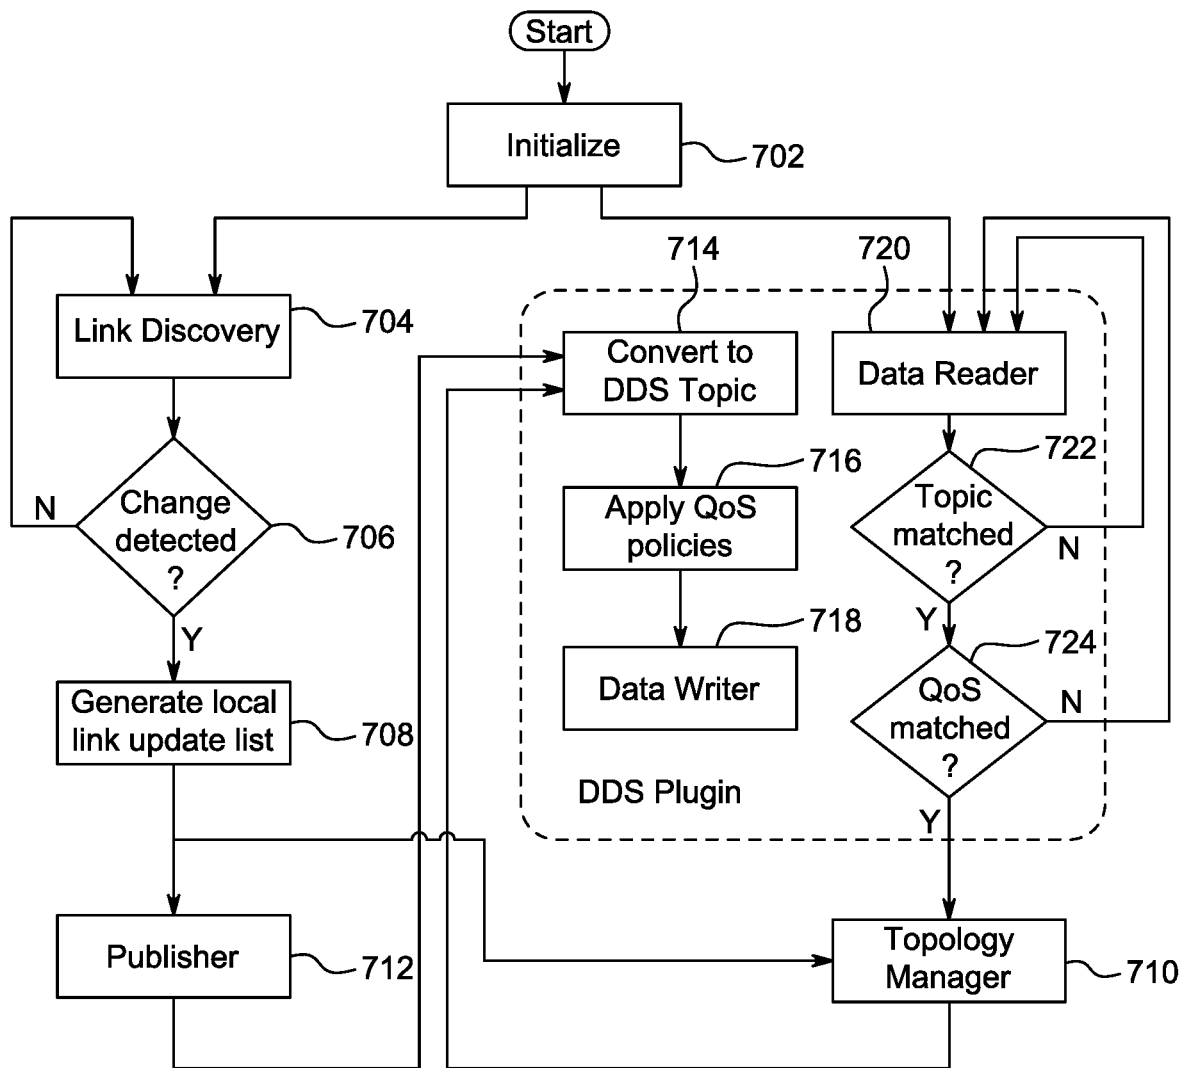 Start
Initialize
702
714
720
Link Discovery
704
Convert to
DDS Topic
Data Reader
722
716
Change
detected
?
N
706
Apply QoS
policies
Topic
matched
?
N
Y
Y
718
724
Generate local
link update list
708
Data Writer
QoS
matched
?
N
DDS Plugin
Y
Publisher
712
Topology
Manager
710